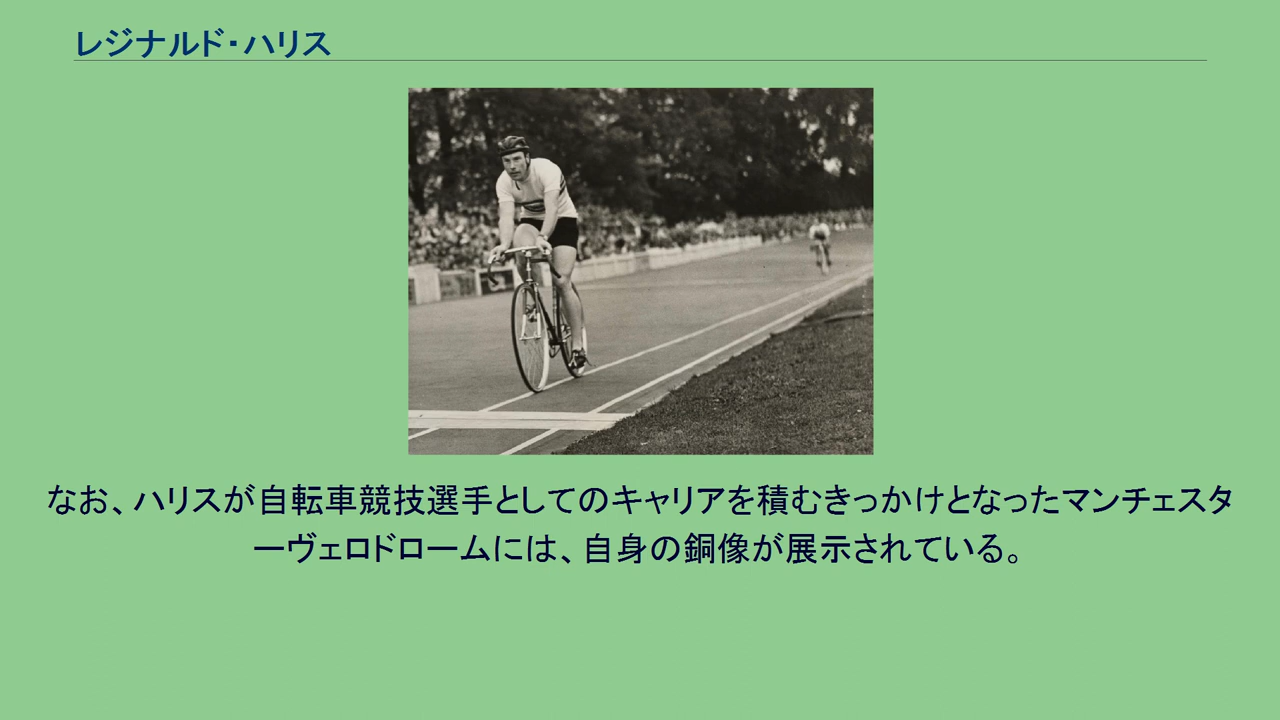 レジナルド・ハリス
なお、ハリスが自転車競技選手としてのキャリアを積むきっかけとなったマンチェスタ
ーヴェロドロームには、自身の銅像が展示されている。